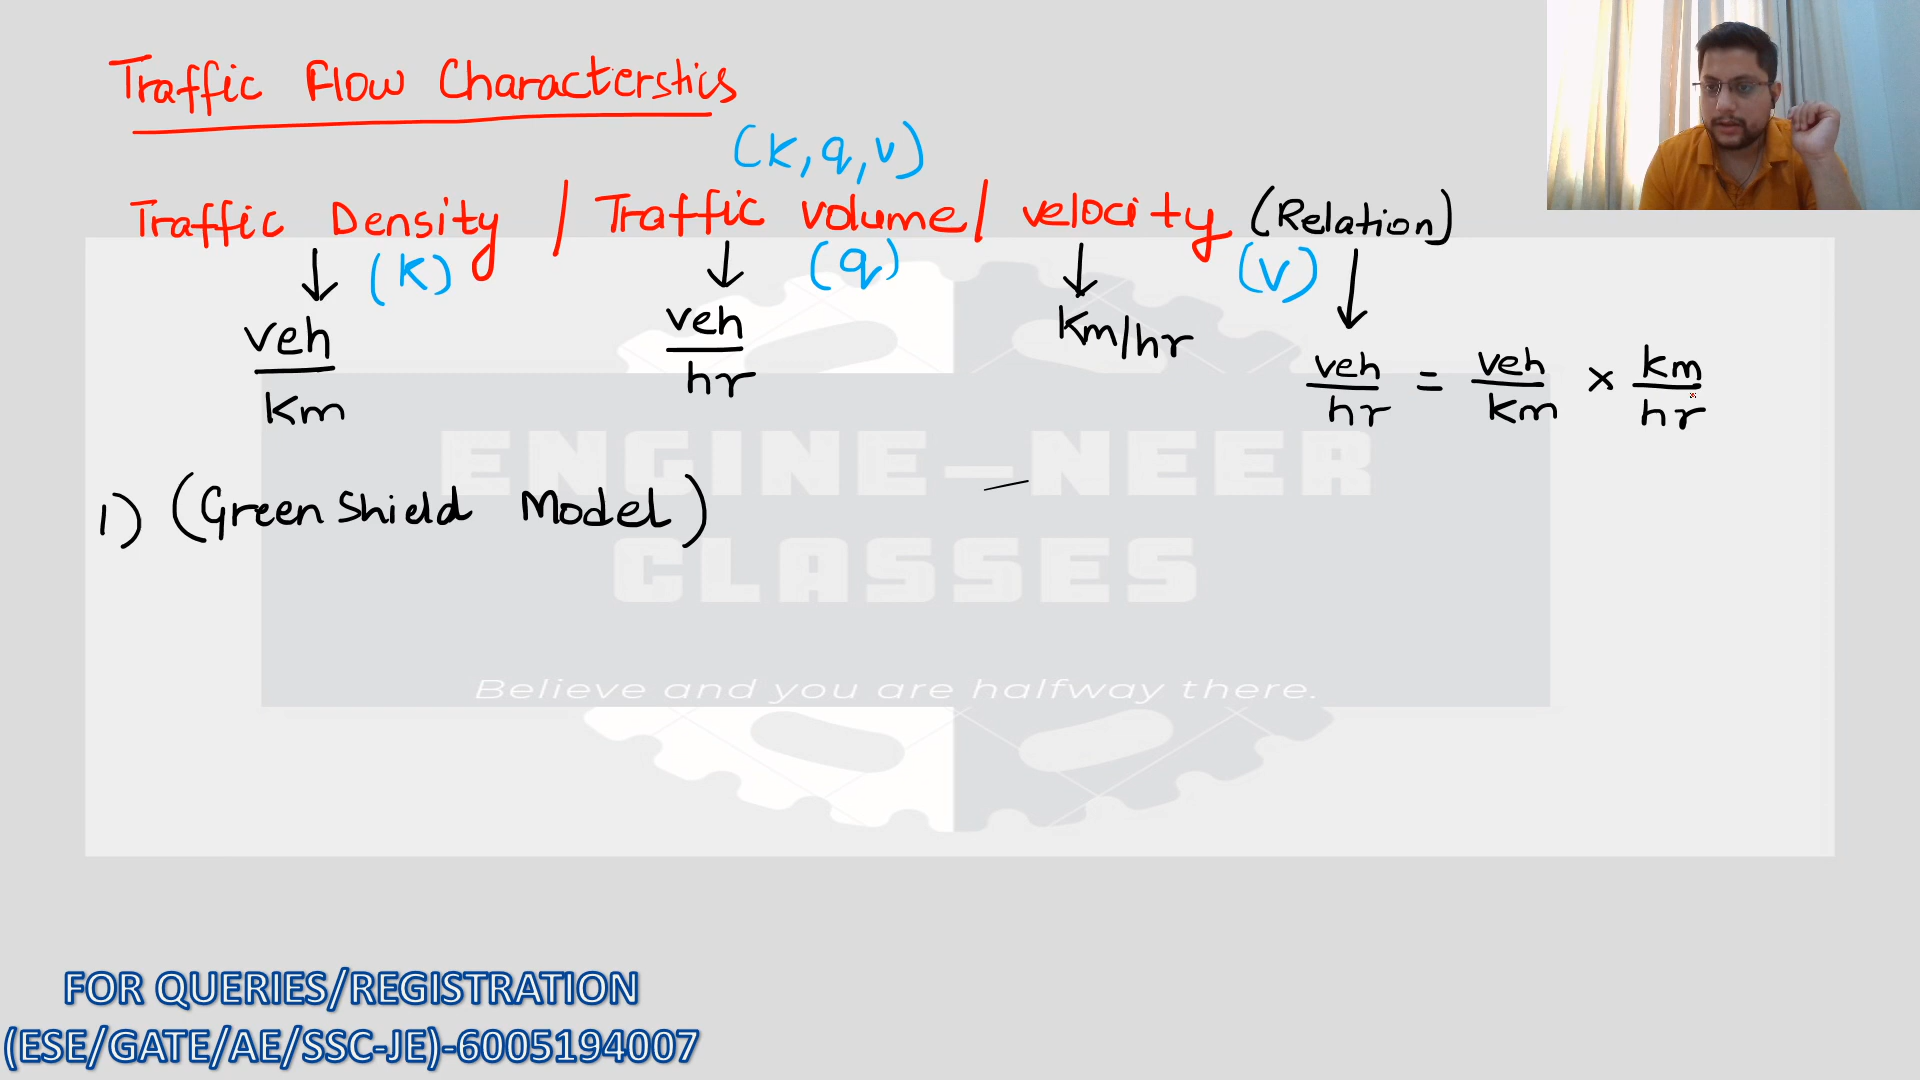 Traffic Flow Characterstics
(K, q, v)
Traffic Density / Traffic volume / velocity (Relation)
(K) (q) (V)
veh/km veh/hr km/hr veh/hr = veh/km × km/hr
ENGINE-NEER
1) (Green Shield Model)
CLASSES
Believe and you are halfway there.
FOR QUERIES/REGISTRATION
(ESE/GATE/AE/SSC-JE)-6005194007